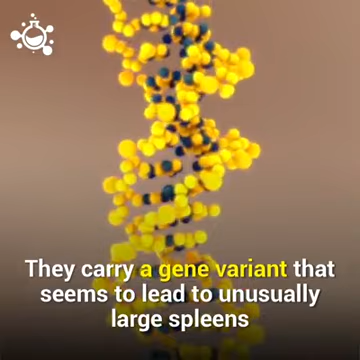 They carry a gene variant that
seems to lead to unusually
large spleens